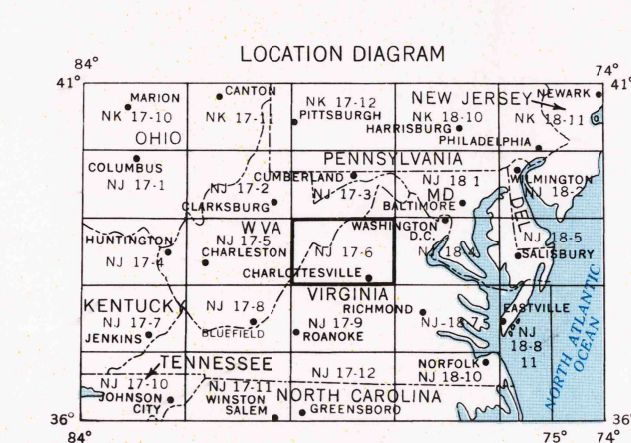 LOCATION DIAGRAM
84° 74°
41° 41°
MARION CANTON NK 17-12 NEW JERSEY NEWARK
NK 17-10 NK 17-11 PITTSBURGH NK 18-10 NK 18-11
OHIO HARRISBURG PHILADELPHIA
COLUMBUS PENNSYLVANIA
NJ 17-1 NJ 17-2 CUMBERLAND NJ 17-3 NJ 18 1 WILMINGTON
CLARKSBURG MD NJ 18-2
BALTIMORE DEL
HUNTINGTON W VA WASHINGTON D.C.
NJ 17-4 NJ 17-5 NJ 17-6 NJ 18-4 NJ 18-5
CHARLESTON CHARLOTTESVILLE SALISBURY
KENTUCKY NJ 17-8 VIRGINIA RICHMOND EASTVILLE
NJ 17-7 BLUEFIELD NJ 17-9 NJ-18-7 NJ
JENKINS ROANOKE 18-8
11
NORTH ATLANTIC
OCEAN
TENNESSEE NJ 17-12 NORFOLK
NJ 17-10 NJ 17-11 NJ 18-10
JOHNSON CITY WINSTON SALEM NORTH CAROLINA
GREENSBORO
36° 36°
84° 75° 74°